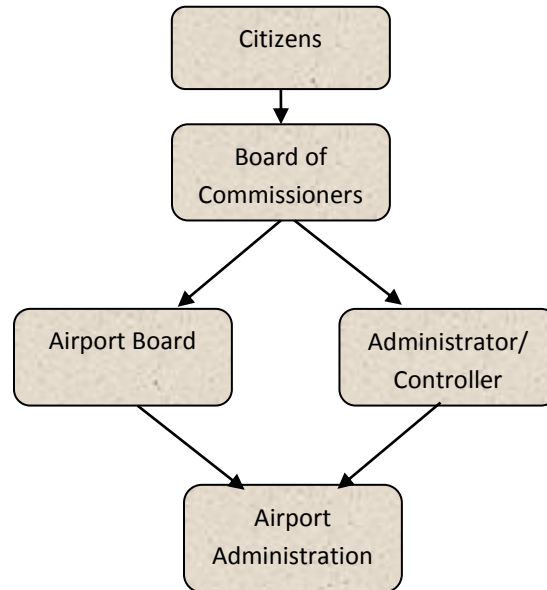 Citizens
Board of
Commissioners
Airport Board
Administrator/
Controller
Airport
Administration